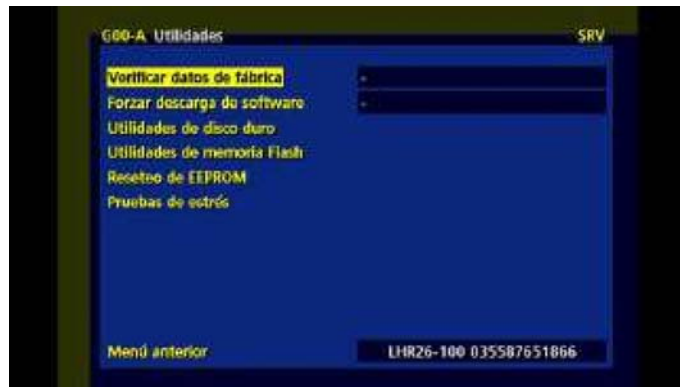 G00-A Utilidades SRV
Verificar datos de fábrica -
Forzar descarga de software -
Utilidades de disco duro
Utilidades de memoria Flash
Reseteo de EEPROM
Pruebas de estrés
Menú anterior LHR26-100 035587651866